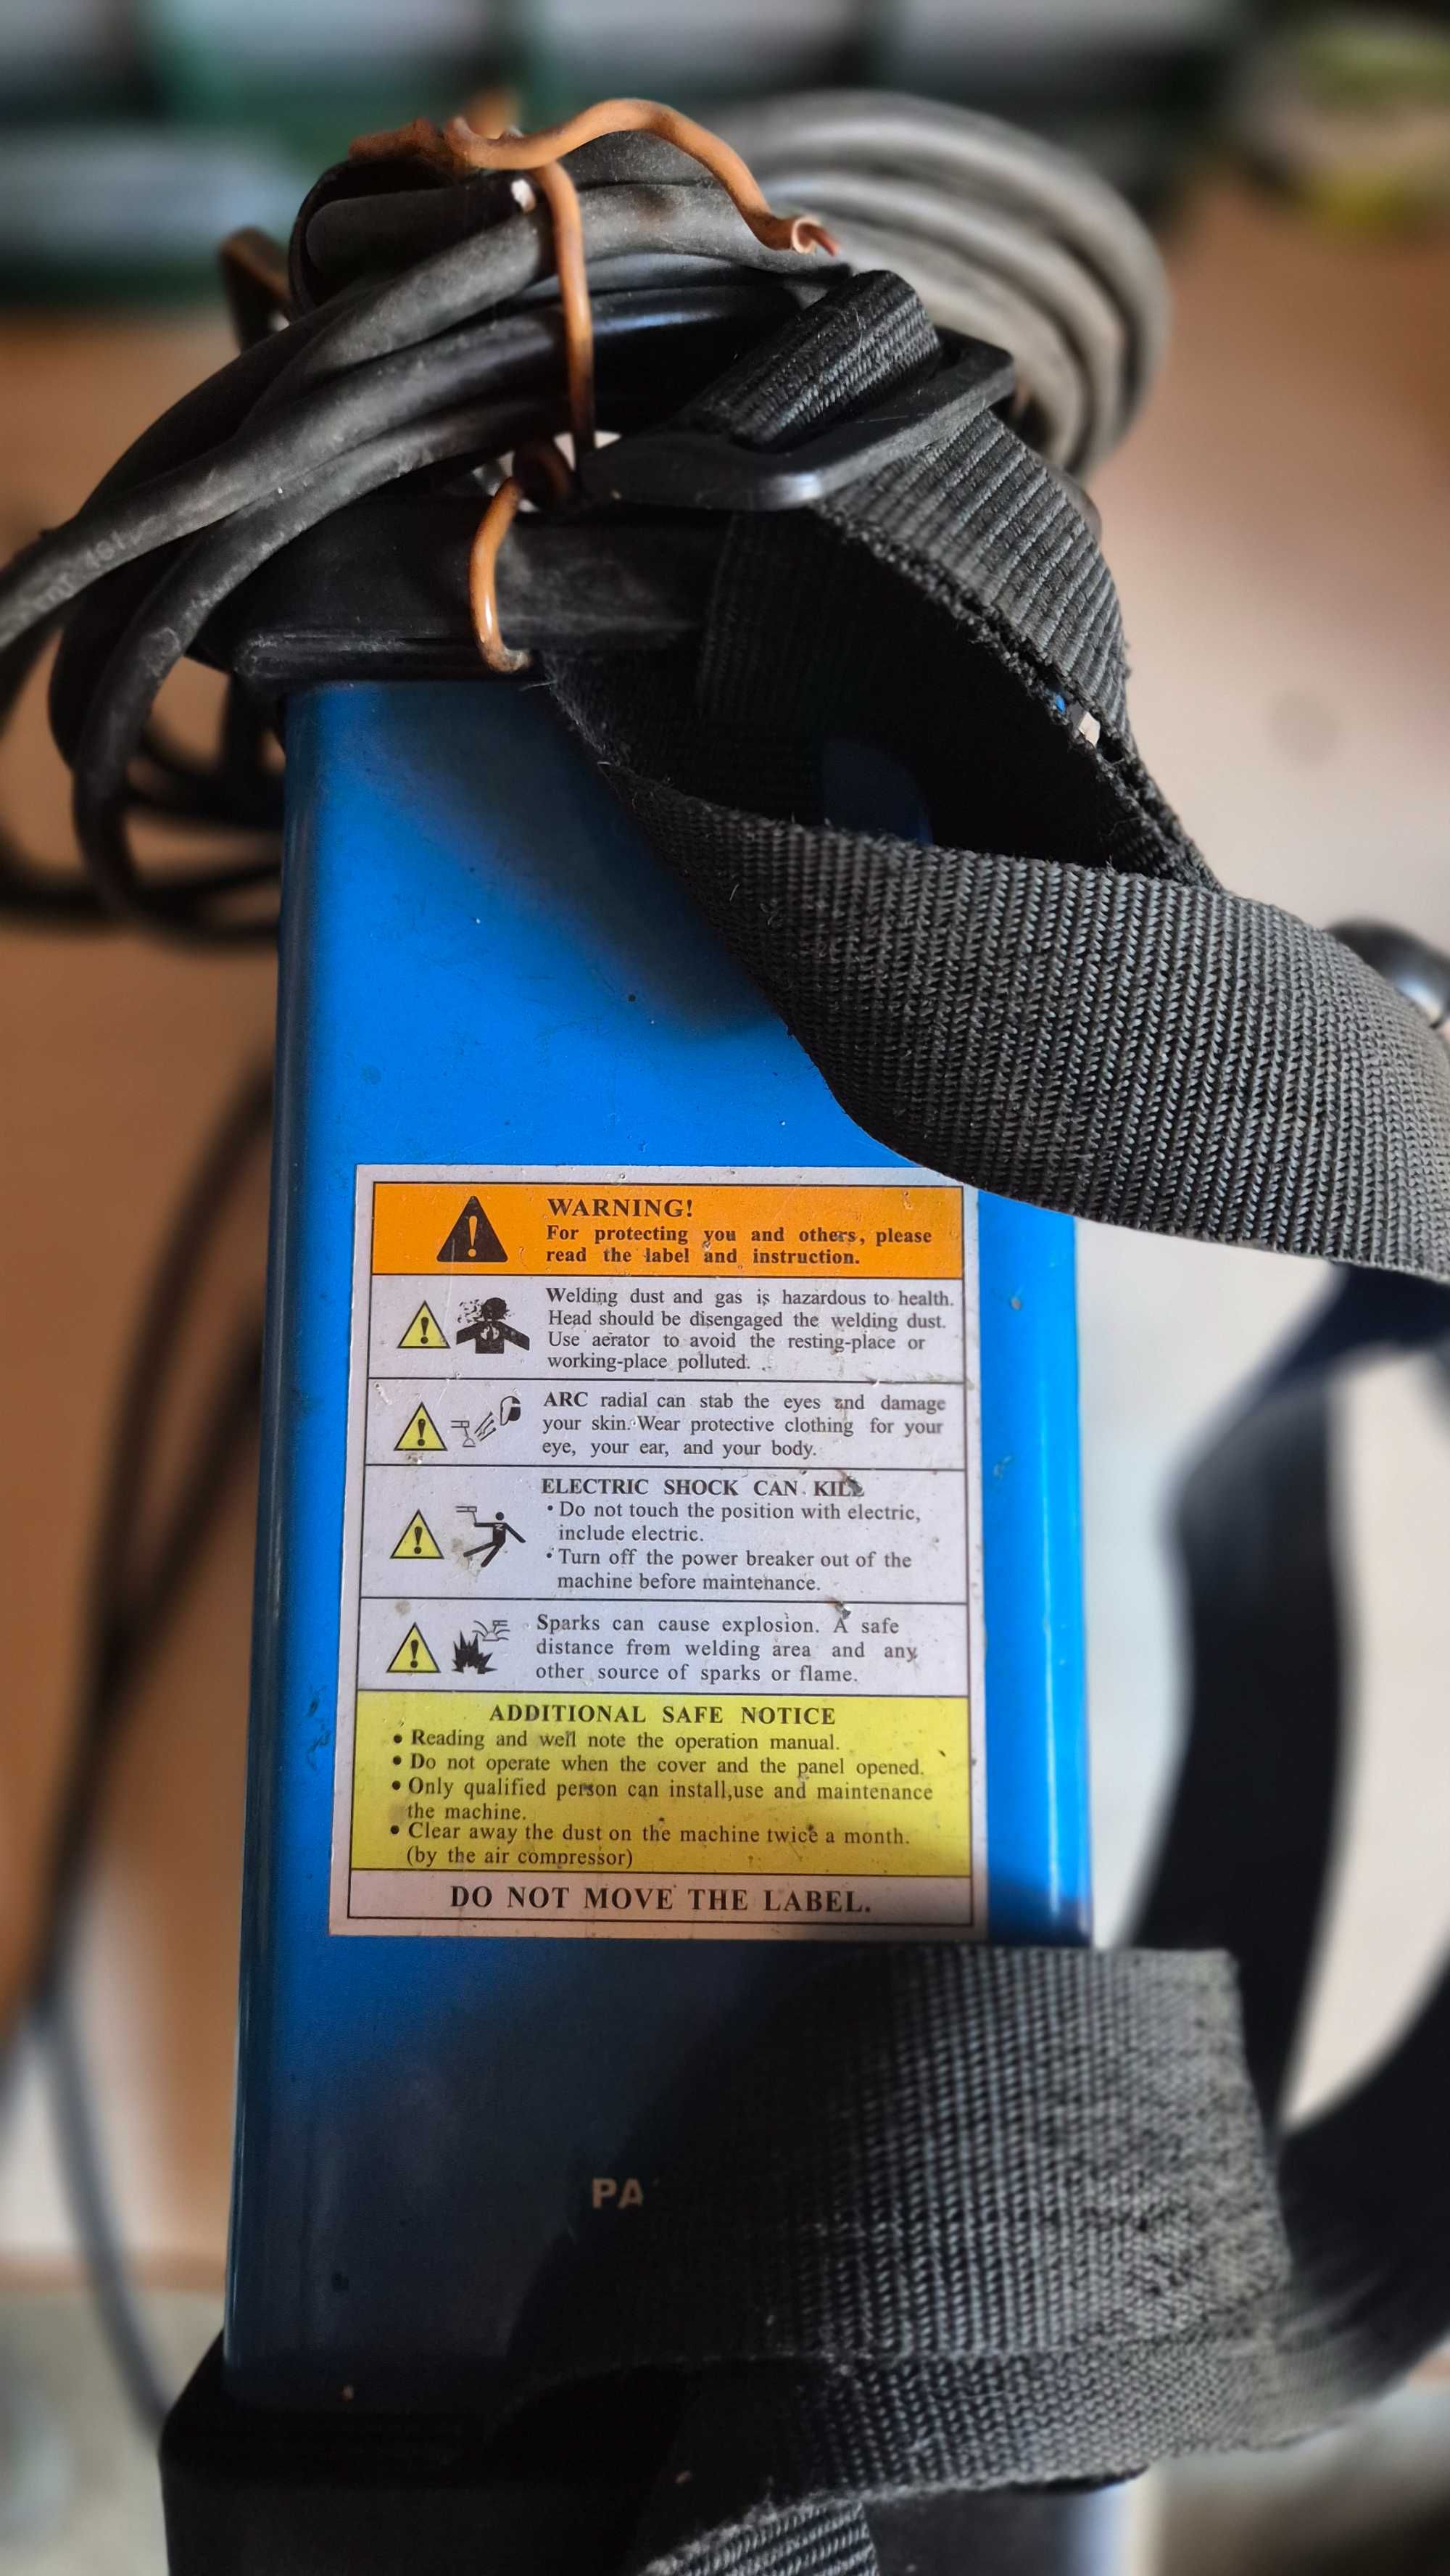 WARNING!
For protecting you and others, please
read the label and instruction.
Welding dust and gas is hazardous to health.
Head should be disengaged the welding dust.
Use aerator to avoid the resting-place or
working-place polluted.
ARC radial can stab the eyes and damage
your skin. Wear protective clothing for your
eye, your ear, and your body.
ELECTRIC SHOCK CAN KILL
• Do not touch the position with electric,
include electric.
• Turn off the power breaker out of the
machine before maintenance.
Sparks can cause explosion. A safe
distance from welding area and any
other source of sparks or flame.
ADDITIONAL SAFE NOTICE
• Reading and well note the operation manual.
• Do not operate when the cover and the panel opened.
• Only qualified person can install,use and maintenance
the machine.
• Clear away the dust on the machine twice a month.
(by the air compressor)
DO NOT MOVE THE LABEL.
PA